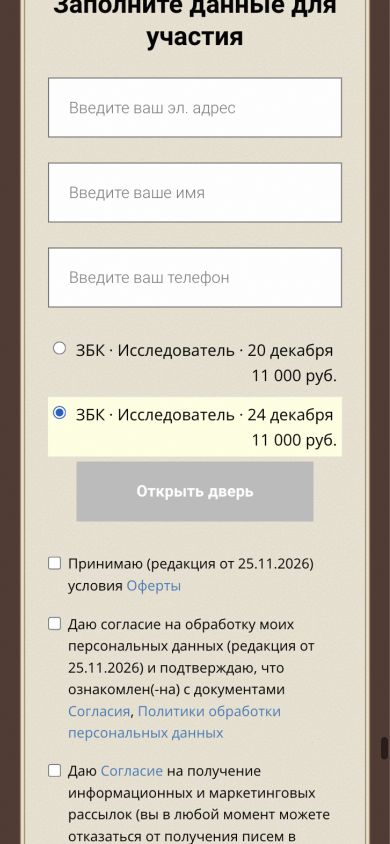 Заполните данные для
участия
Введите ваш эл. адрес
Введите ваше имя
Введите ваш телефон
ЗБК · Исследователь · 20 декабря
11 000 руб.
ЗБК · Исследователь · 24 декабря
11 000 руб.
Открыть дверь
Принимаю (редакция от 25.11.2026)
условия Оферты
Даю согласие на обработку моих
персональных данных (редакция от
25.11.2026) и подтверждаю, что
ознакомлен(-на) с документами
Согласия, Политики обработки
персональных данных
Даю Согласие на получение
информационных и маркетинговых
рассылок (вы в любой момент можете
отказаться от получения писем в